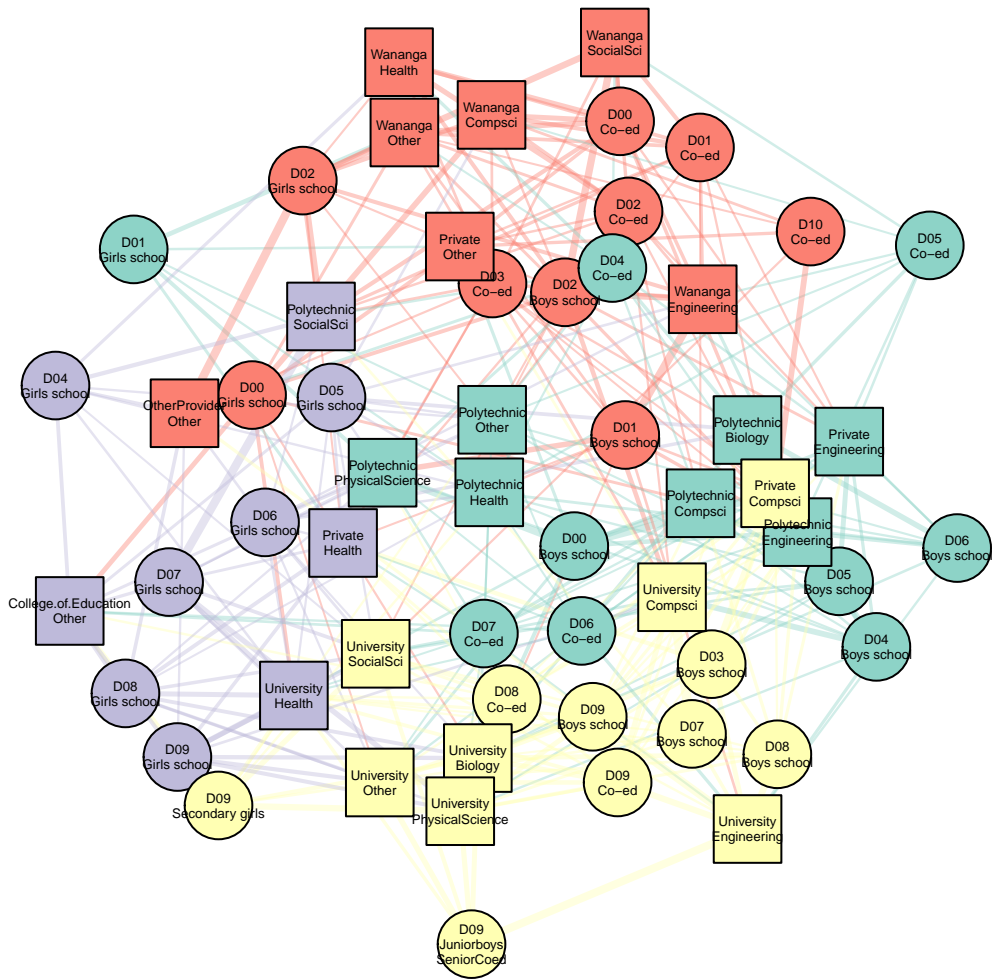 Wananga
SocialSci
Wananga
Health
Wananga
Compsci
D00
Co−ed
Wananga
Other
D01
Co−ed
D02
Girls school
D02
Co−ed
D10
Co−ed
D01
Girls school
Private
Other
D05
Co−ed
D04
Co−ed
D03
Co−ed
D02
Boys school
Wananga
Engineering
Polytechnic
SocialSci
D04
Girls school
D00
Girls school
D05
Girls school
OtherProvider
Other
Polytechnic
Other
D01
Boys school
Polytechnic
Biology
Private
Engineering
Polytechnic
PhysicalScience
Polytechnic
Health
Polytechnic
Compsci
Private
Compsci
D06
Girls school
Private
Health
Polytechnic
Engineering
D00
Boys school
D06
Boys school
D07
Girls school
D05
Boys school
College.of.Education
Other
University
Compsci
D07
Co−ed
D06
Co−ed
D04
Boys school
University
SocialSci
D03
Boys school
D08
Girls school
University
Health
D08
Co−ed
D09
Boys school
D07
Boys school
D09
Girls school
University
Biology
D08
Boys school
University
Other
D09
Co−ed
D09
Secondary girls
University
PhysicalScience
University
Engineering
D09
Juniorboys
SeniorCoed